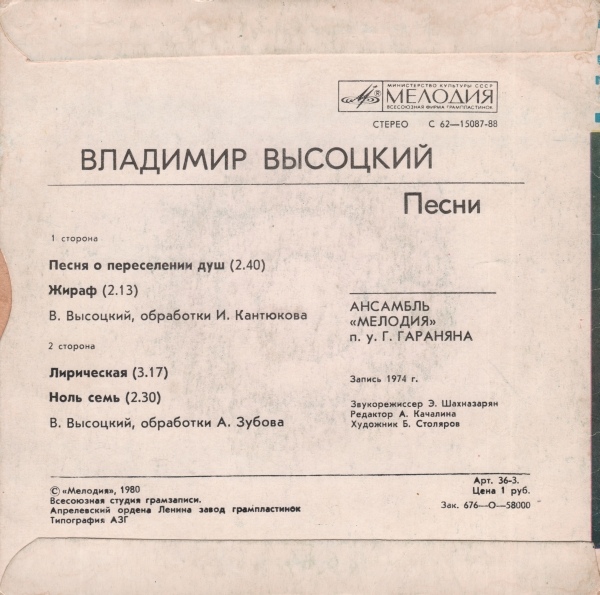 МИНИСТЕРСТВО КУЛЬТУРЫ СССР
МЕЛОДИЯ
ВСЕСОЮЗНАЯ ФИРМА ГРАМПЛАСТИНОК
СТЕРЕО С 62—15087-88
ВЛАДИМИР ВЫСОЦКИЙ
Песни
1 сторона
Песня о переселении душ (2.40)
Жираф (2.13)
В. Высоцкий, обработки И. Кантюкова
2 сторона
Лирическая (3.17)
Ноль семь (2.30)
В. Высоцкий, обработки А. Зубова
АНСАМБЛЬ
«МЕЛОДИЯ»
п. у. Г. ГАРАНЯНА
Запись 1974 г.
Звукорежиссер Э. Шахназарян
Редактор А. Качалина
Художник Б. Столяров
© «Мелодия», 1980
Всесоюзная студия грамзаписи.
Апрелевский ордена Ленина завод грампластинок
Типография АЗГ
Арт. 36-3.
Цена 1 руб.
Зак. 676—О—58000